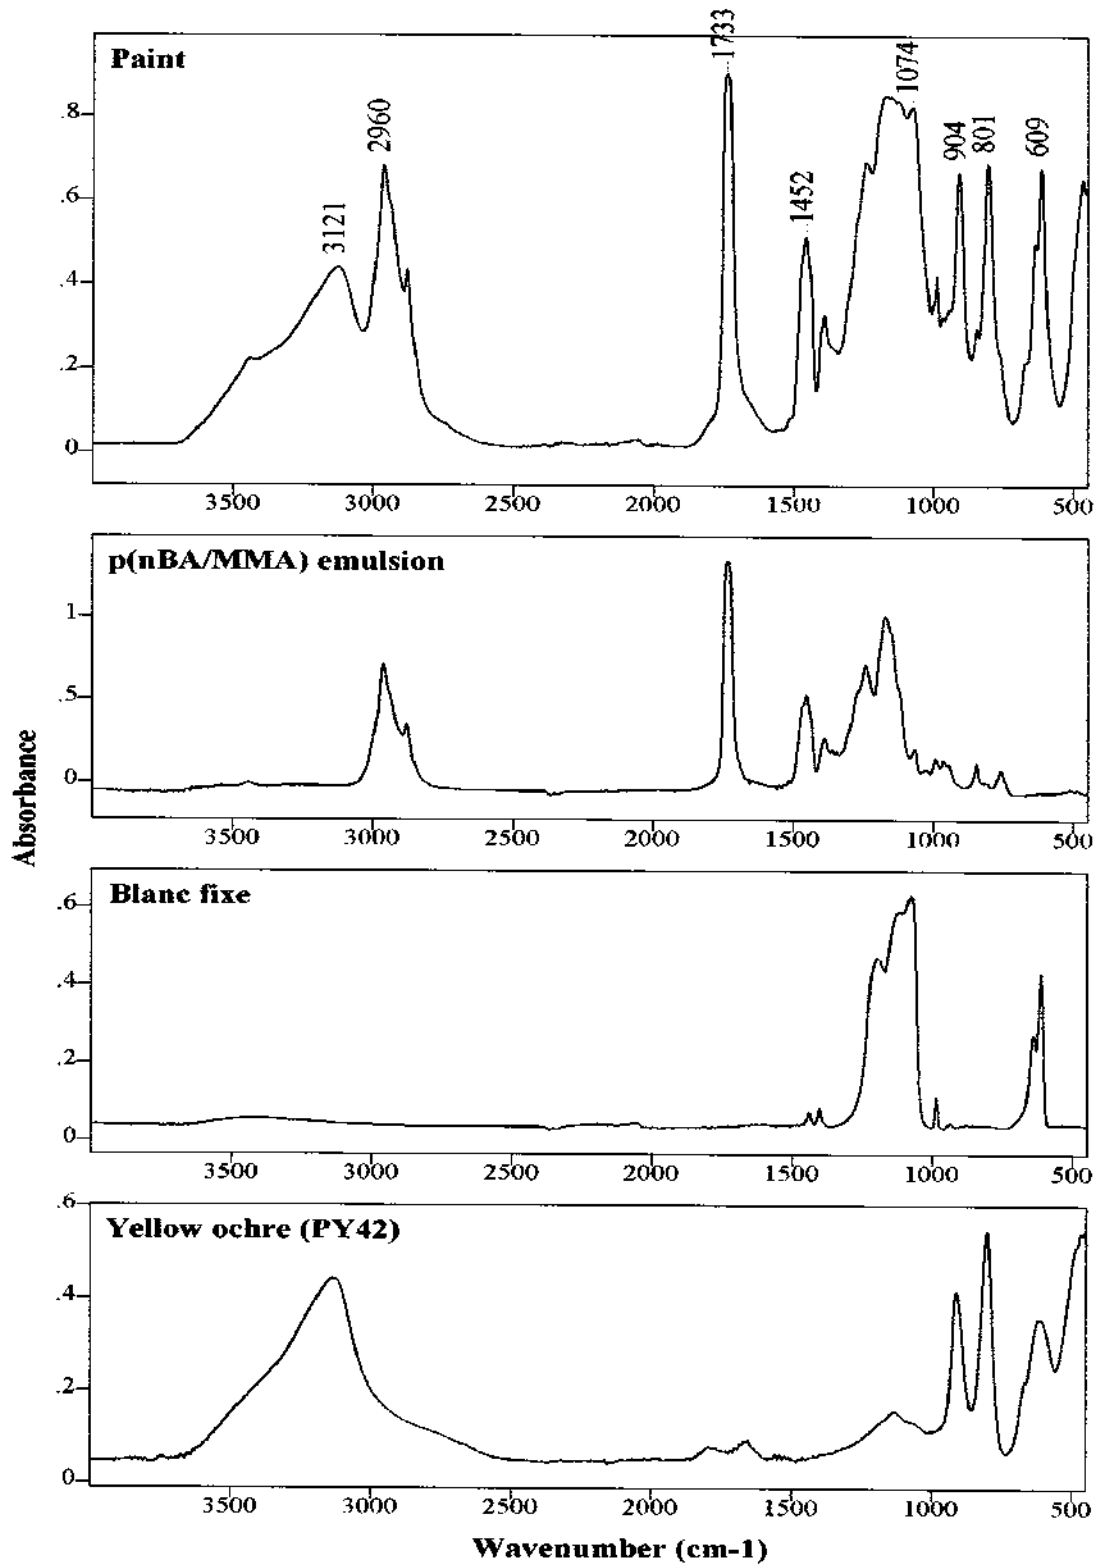 Paint
3121
2960
1733
1452
1074
904
801
609
.8
.6
.4
.2
0
3500 3000 2500 2000 1500 1000 500
p(nBA/MMA) emulsion
1
.5
0
3500 3000 2500 2000 1500 1000 500
Absorbance
Blanc fixe
.6
.4
.2
0
3500 3000 2500 2000 1500 1000 500
Yellow ochre (PY42)
.6
.4
.2
0
3500 3000 2500 2000 1500 1000 500
Wavenumber (cm-1)